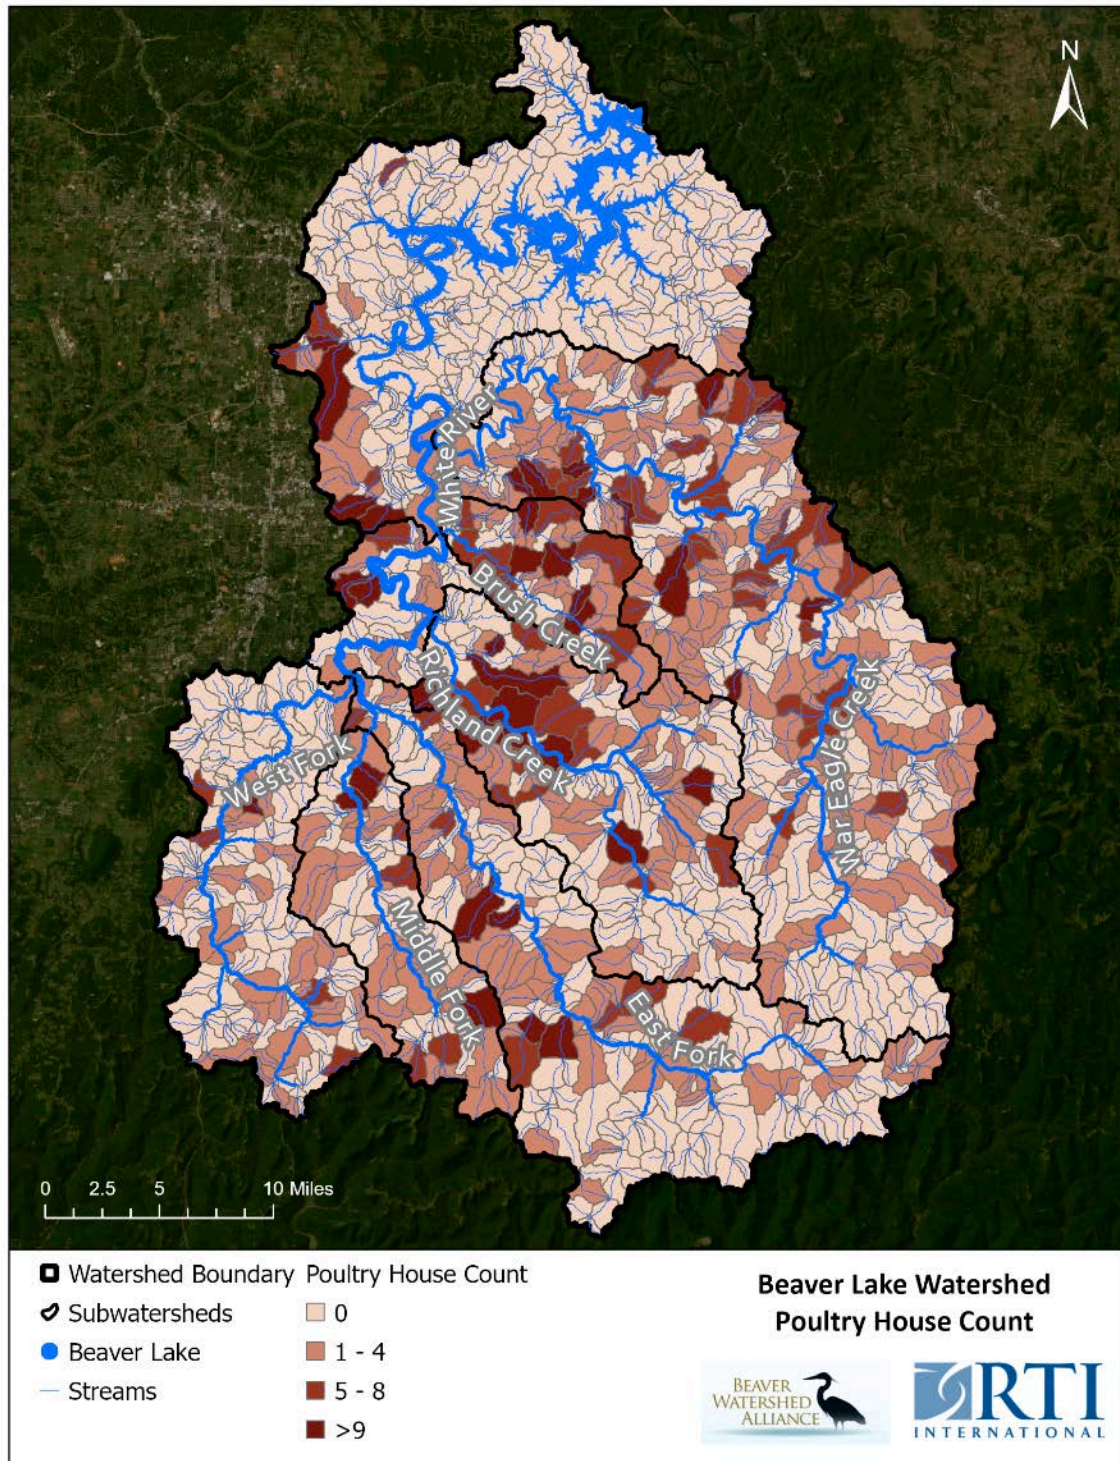 N
White River
Brush Creek
Richland Creek
West Fork
War Eagle Creek
Middle Fork
East Fork
0 2.5 5 10 Miles
Watershed Boundary
Subwatersheds
Beaver Lake
Streams
Poultry House Count
0
1 - 4
5 - 8
>9
Beaver Lake Watershed
Poultry House Count
BEAVER
WATERSHED
ALLIANCE
RTI
INTERNATIONAL